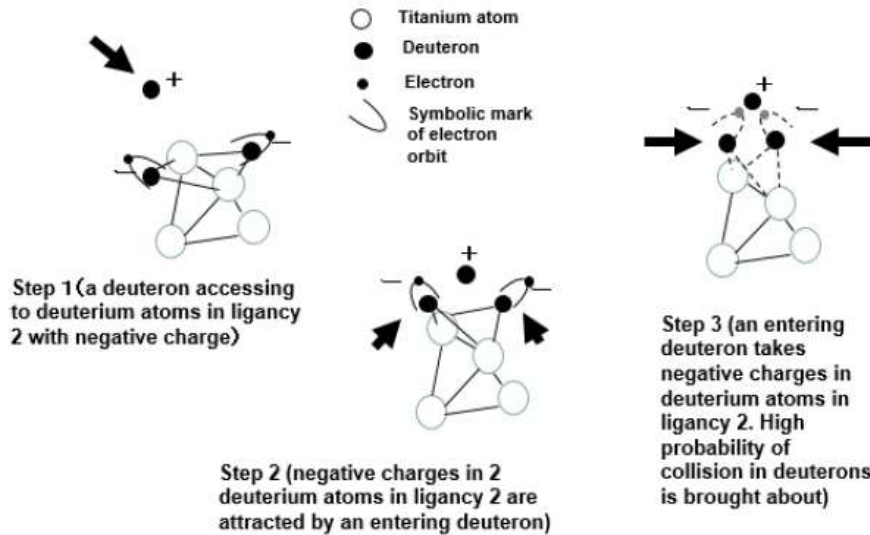 Titanium atom
Deuteron
Electron
Symbolic mark
of electron
orbit
+
−
−
Step 1 (a deuteron accessing
to deuterium atoms in ligancy
2 with negative charge)
+
−
−
Step 2 (negative charges in 2
deuterium atoms in ligancy 2 are
attracted by an entering deuteron)
+
−
−
Step 3 (an entering
deuteron takes
negative charges in
deuterium atoms in
ligancy 2. High
probability of
collision in deuterons
is brought about)